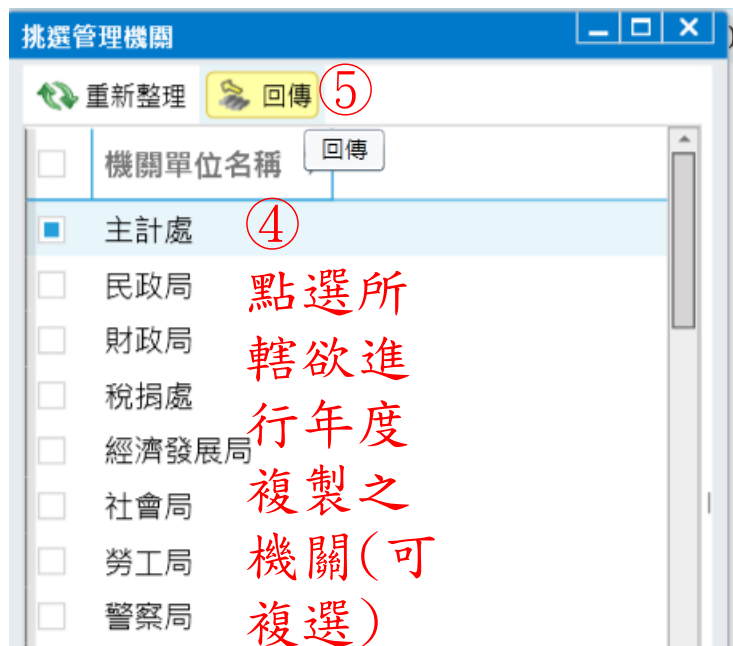 挑選管理機關
重新整理 回傳 ⑤
機關單位名稱 回傳
主計處 ④
民政局 點選所
財政局 轄欲進
稅捐處 行年度
經濟發展局
社會局 複製之
勞工局 機關(可
警察局 複選)